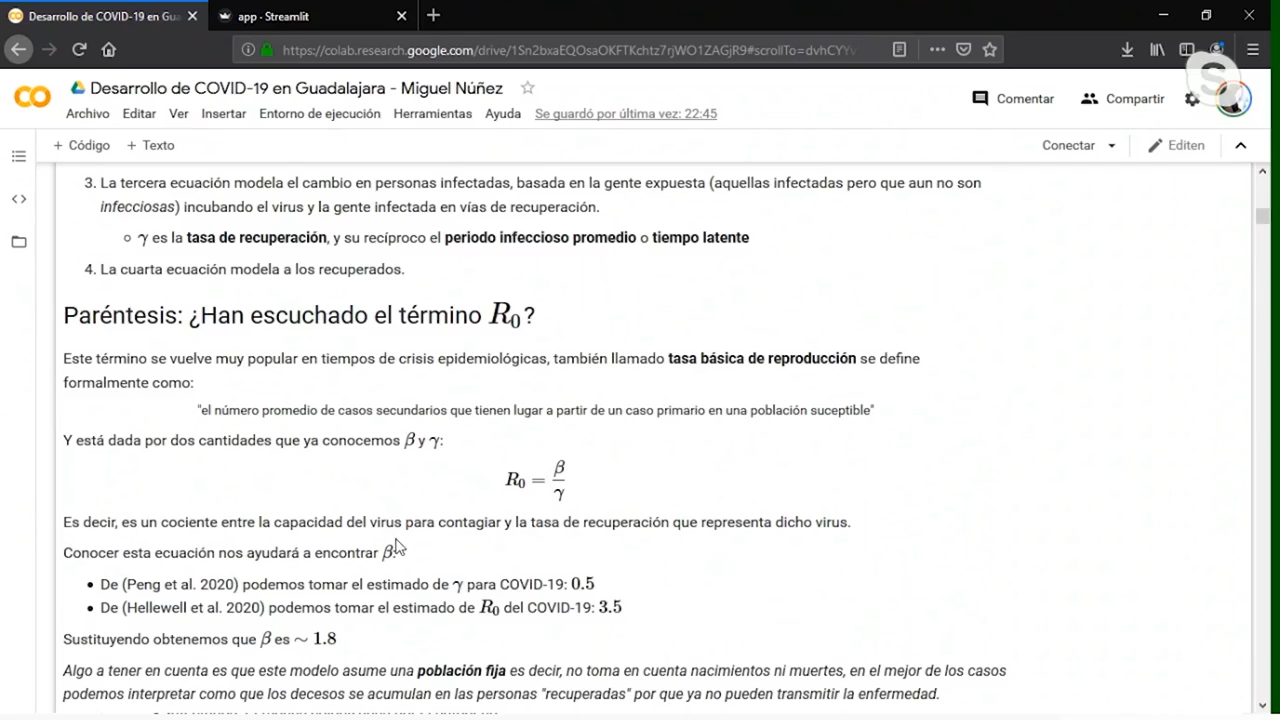 Desarrollo de COVID-19 en Gua
app - Streamlit
https://colab.research.google.com/drive/1Sn2bxaEQOsaOKFTKchtz7rjWO1ZAGjR9#scrollTo=dvhCYYv
Desarrollo de COVID-19 en Guadalajara - Miguel Núñez
Comentar
Compartir
Archivo Editar Ver Insertar Entorno de ejecución Herramientas Ayuda Se guardó por última vez: 22:45
+ Código + Texto
Conectar
Editen
3. La tercera ecuación modela el cambio en personas infectadas, basada en la gente expuesta (aquellas infectadas pero que aun no son
infecciosas) incubando el virus y la gente infectada en vías de recuperación.
γ es la tasa de recuperación, y su recíproco el periodo infeccioso promedio o tiempo latente
4. La cuarta ecuación modela a los recuperados.
Paréntesis: ¿Han escuchado el término R₀?
Este término se vuelve muy popular en tiempos de crisis epidemiológicas, también llamado tasa básica de reproducción se define
formalmente como:
"el número promedio de casos secundarios que tienen lugar a partir de un caso primario en una población suceptible"
Y está dada por dos cantidades que ya conocemos β y γ:
R₀ = β/γ
Es decir, es un cociente entre la capacidad del virus para contagiar y la tasa de recuperación que representa dicho virus.
Conocer esta ecuación nos ayudará a encontrar β:
De (Peng et al. 2020) podemos tomar el estimado de γ para COVID-19: 0.5
De (Hellewell et al. 2020) podemos tomar el estimado de R₀ del COVID-19: 3.5
Sustituyendo obtenemos que β es ∼ 1.8
Algo a tener en cuenta es que este modelo asume una población fija es decir, no toma en cuenta nacimientos ni muertes, en el mejor de los casos
podemos interpretar como que los decesos se acumulan en las personas "recuperadas" por que ya no pueden transmitir la enfermedad.